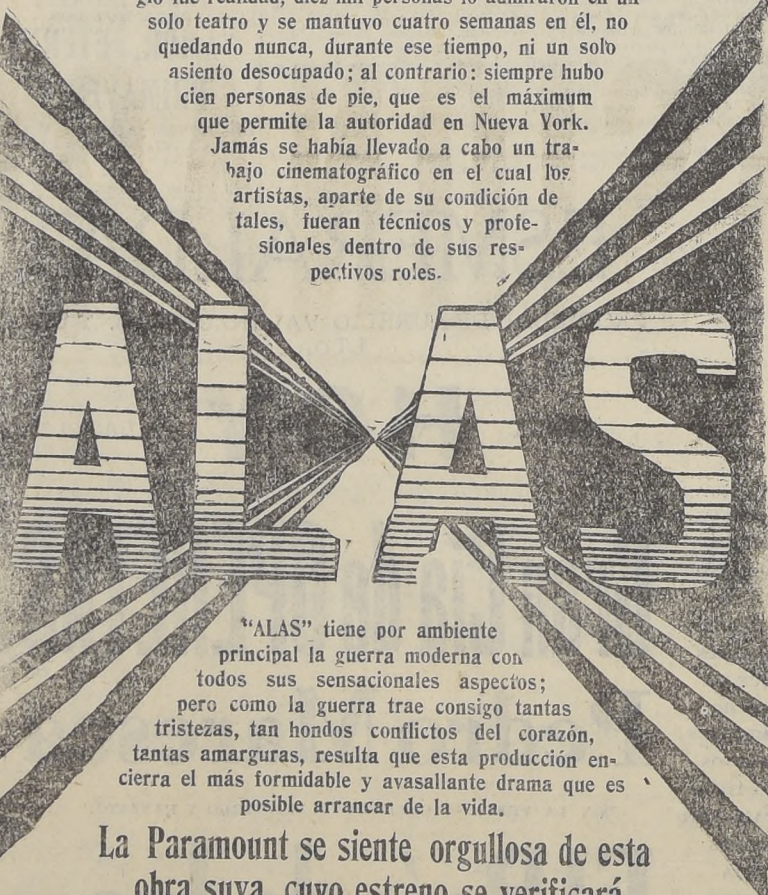 solo teatro y se mantuvo cuatro semanas en él, no
quedando nunca, durante ese tiempo, ni un solo
asiento desocupado; al contrario: siempre hubo
cien personas de pie, que es el máximum
que permite la autoridad en Nueva York.
Jamás se había llevado a cabo un tra-
bajo cinematográfico en el cual los
artistas, aparte de su condición de
tales, fueran técnicos y profe-
sionales dentro de sus res-
pectivos roles.
ALAS
"ALAS" tiene por ambiente
principal la guerra moderna con
todos sus sensacionales aspectos;
pero como la guerra trae consigo tantas
tristezas, tan hondos conflictos del corazón,
tantas amarguras, resulta que esta producción en-
cierra el más formidable y avasallante drama que es
posible arrancar de la vida.
La Paramount se siente orgullosa de esta
obra suya, cuyo estreno se verificará